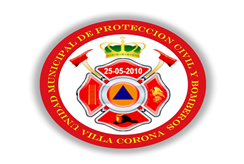 UNIDAD MUNICIPAL DE PROTECCION CIVIL Y BOMBEROS
25-05-2010
VILLA CORONA